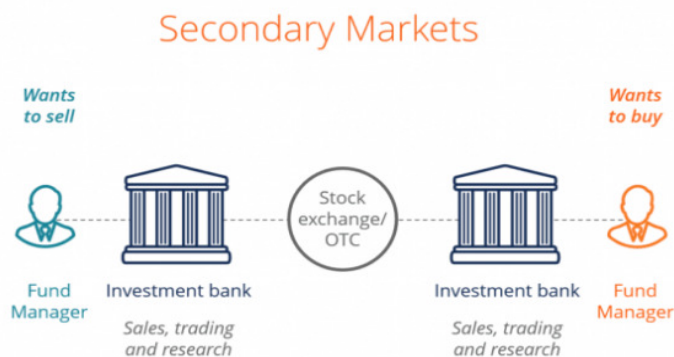 Secondary Markets
Wants
to sell
Wants
to buy
Stock
exchange/
OTC
Fund
Manager
Investment bank
Investment bank
Fund
Manager
Sales, trading
and research
Sales, trading
and research